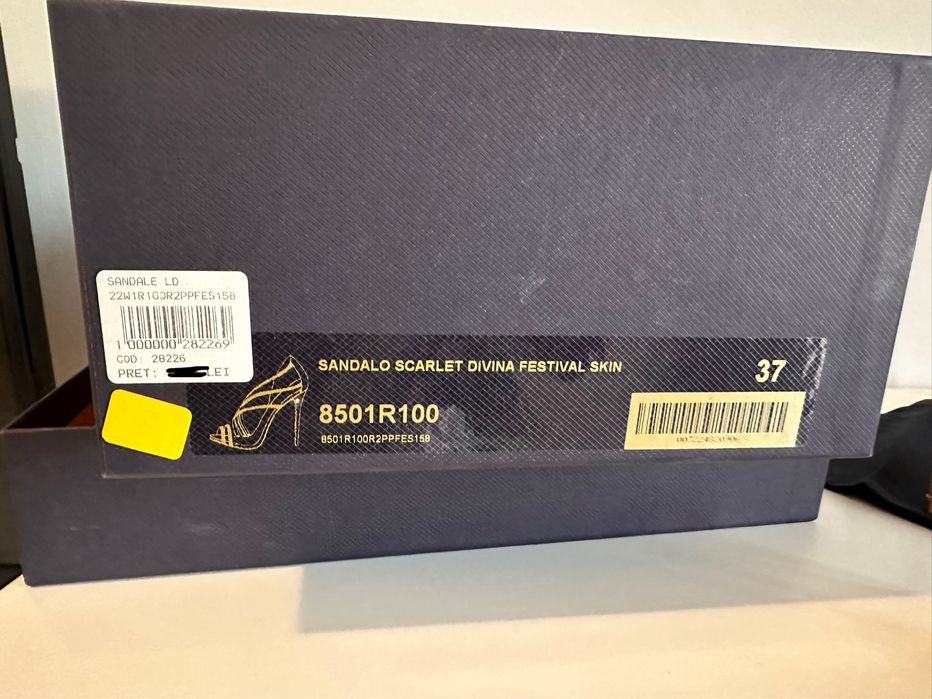 SANDALE LD
22W1R100R2PPFES158
1 000000 282269
COD: 28226
PRET: LEI
SANDALO SCARLET DIVINA FESTIVAL SKIN
37
8501R100
8501R100R2PPFES158